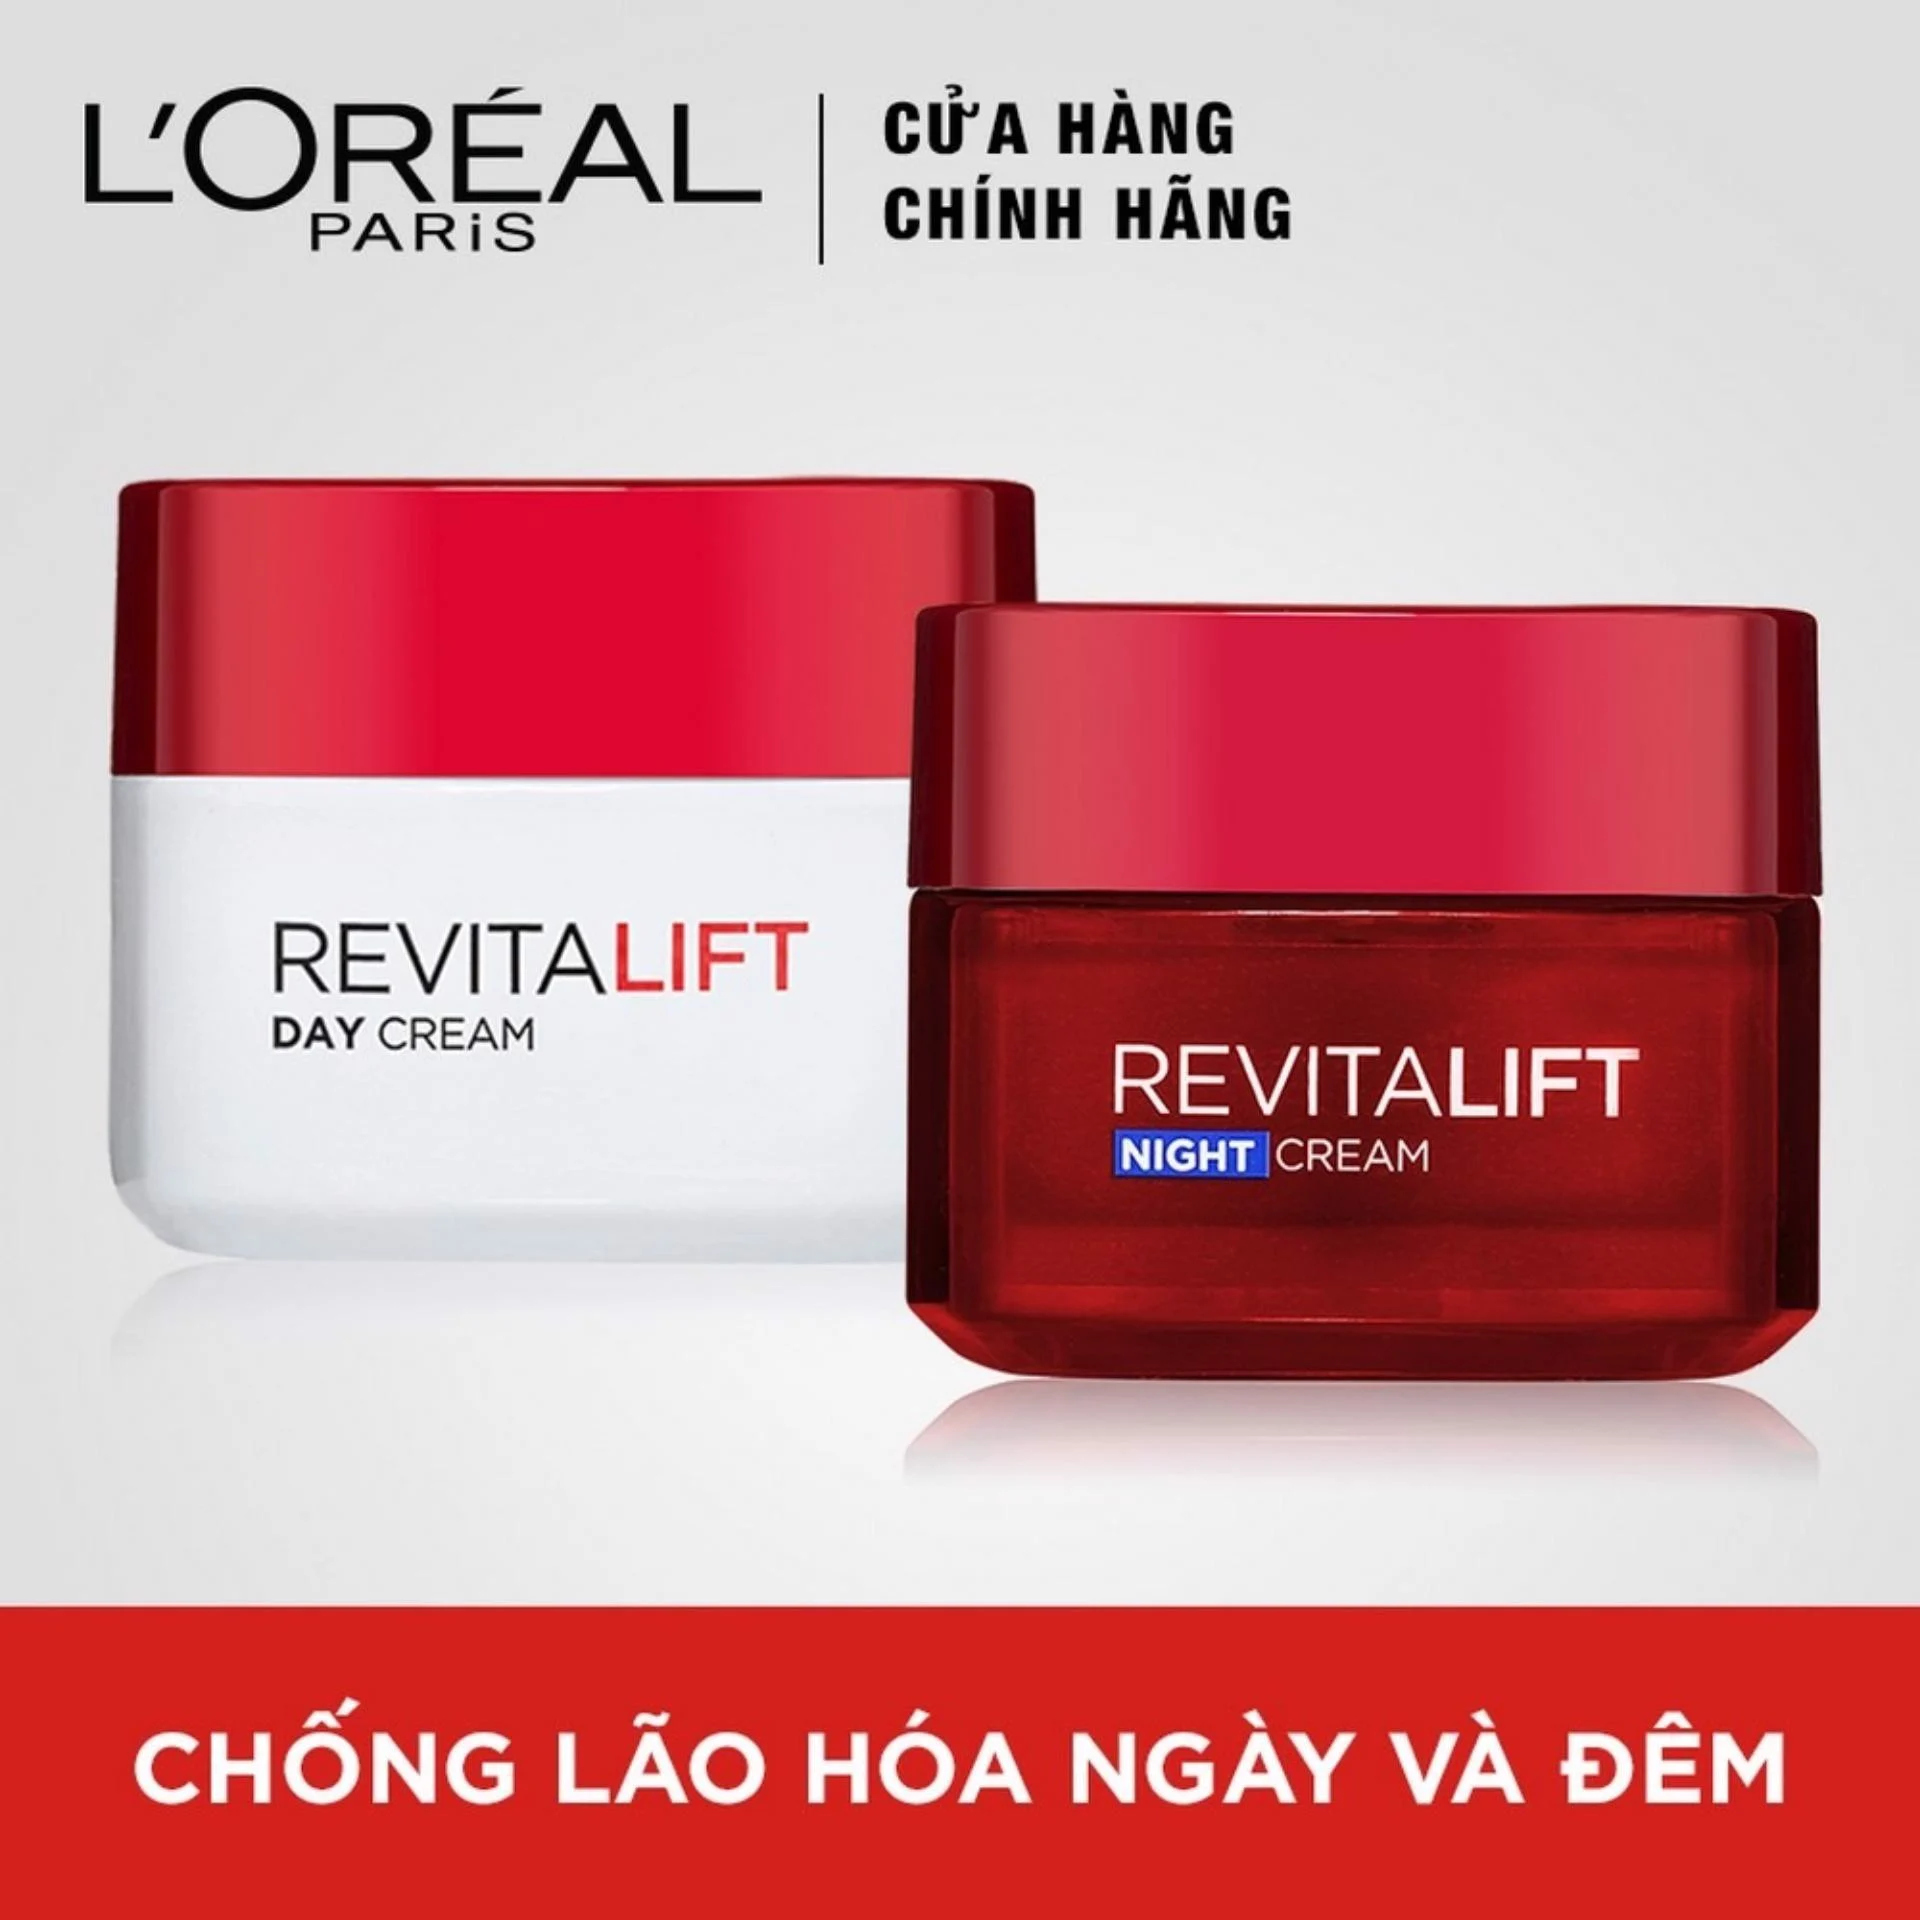 L'ORÉAL
PARiS
CỬA HÀNG
CHÍNH HÃNG
REVITALIFT
DAY CREAM
REVITALIFT
NIGHT CREAM
CHỐNG LÃO HÓA NGÀY VÀ ĐÊM